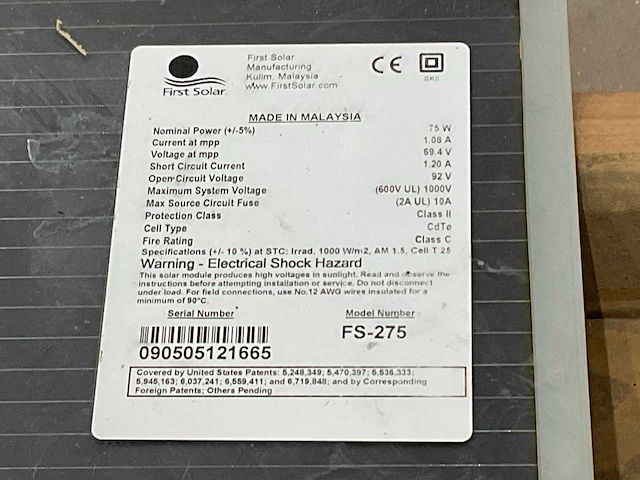 First Solar
First Solar
Manufacturing
Kulim, Malaysia
www.FirstSolar.com
CE
MADE IN MALAYSIA
Nominal Power (+/-5%) 75 W
Current at mpp 1.08 A
Voltage at mpp 69.4 V
Short Circuit Current 1.20 A
Open Circuit Voltage 92 V
Maximum System Voltage (600V UL) 1000V
Max Source Circuit Fuse (2A UL) 10A
Protection Class Class II
Cell Type CdTe
Fire Rating Class C
Specifications (+/- 10 %) at STC: Irrad. 1000 W/m2, AM 1.5, Cell T 25
Warning - Electrical Shock Hazard
This solar module produces high voltages in sunlight. Read and observe the
instructions before attempting installation or service. Do not disconnect
under load. For field connections, use No.12 AWG wires insulated for a
minimum of 90°C.
Serial Number Model Number
090505121665 FS-275
Covered by United States Patents: 5,248,349; 5,470,397; 5,536,333;
5,945,163; 6,037,241; 6,559,411; and 6,719,848; and by Corresponding
Foreign Patents; Others Pending